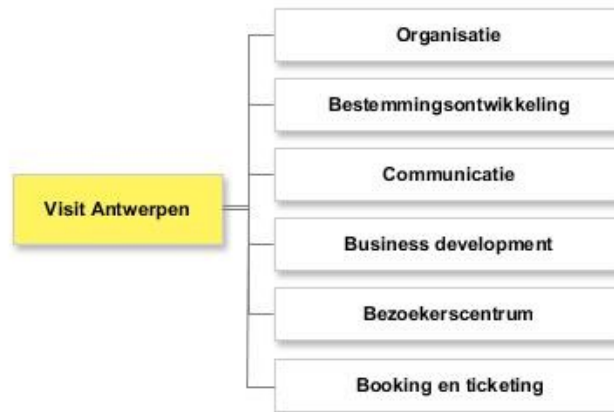 Organisatie
Bestemmingsontwikkeling
Communicatie
Visit Antwerpen
Business development
Bezoekerscentrum
Booking en ticketing